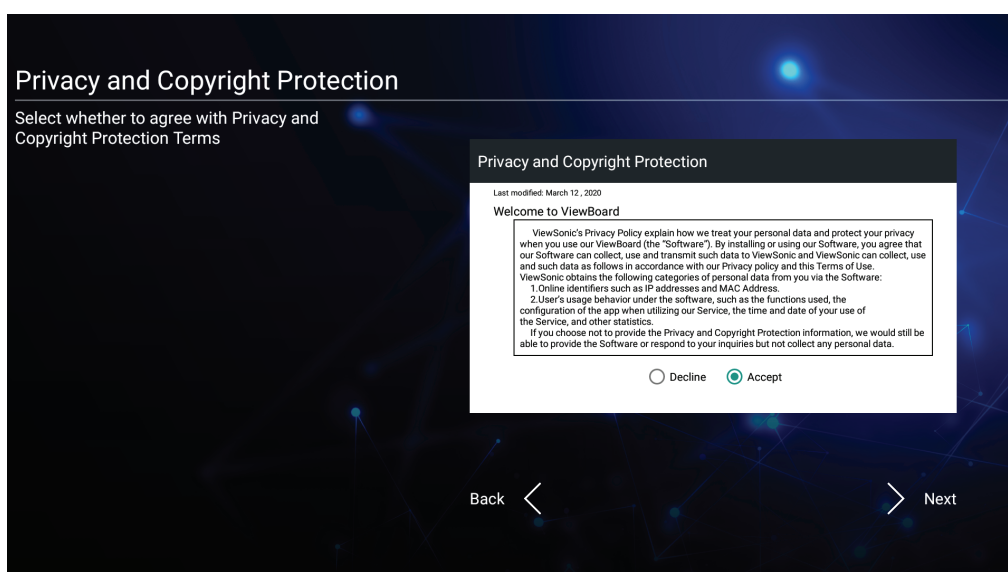 Privacy and Copyright Protection
Select whether to agree with Privacy and
Copyright Protection Terms
Privacy and Copyright Protection
Last modified: March 12 , 2020
Welcome to ViewBoard
ViewSonic's Privacy Policy explain how we treat your personal data and protect your privacy
when you use our ViewBoard (the “Software”). By installing or using our Software, you agree that
our Software can collect, use and transmit such data to ViewSonic and ViewSonic can collect, use
and such data as follows in accordance with our Privacy policy and this Terms of Use.
ViewSonic obtains the following categories of personal data from you via the Software:
1.Online identifiers such as IP addresses and MAC Address.
2.User's usage behavior under the software, such as the functions used, the
configuration of the app when utilizing our Service, the time and date of your use of
the Service, and other statistics.
If you choose not to provide the Privacy and Copyright Protection information, we would still be
able to provide the Software or respond to your inquiries but not collect any personal data.
Decline Accept
Back Next